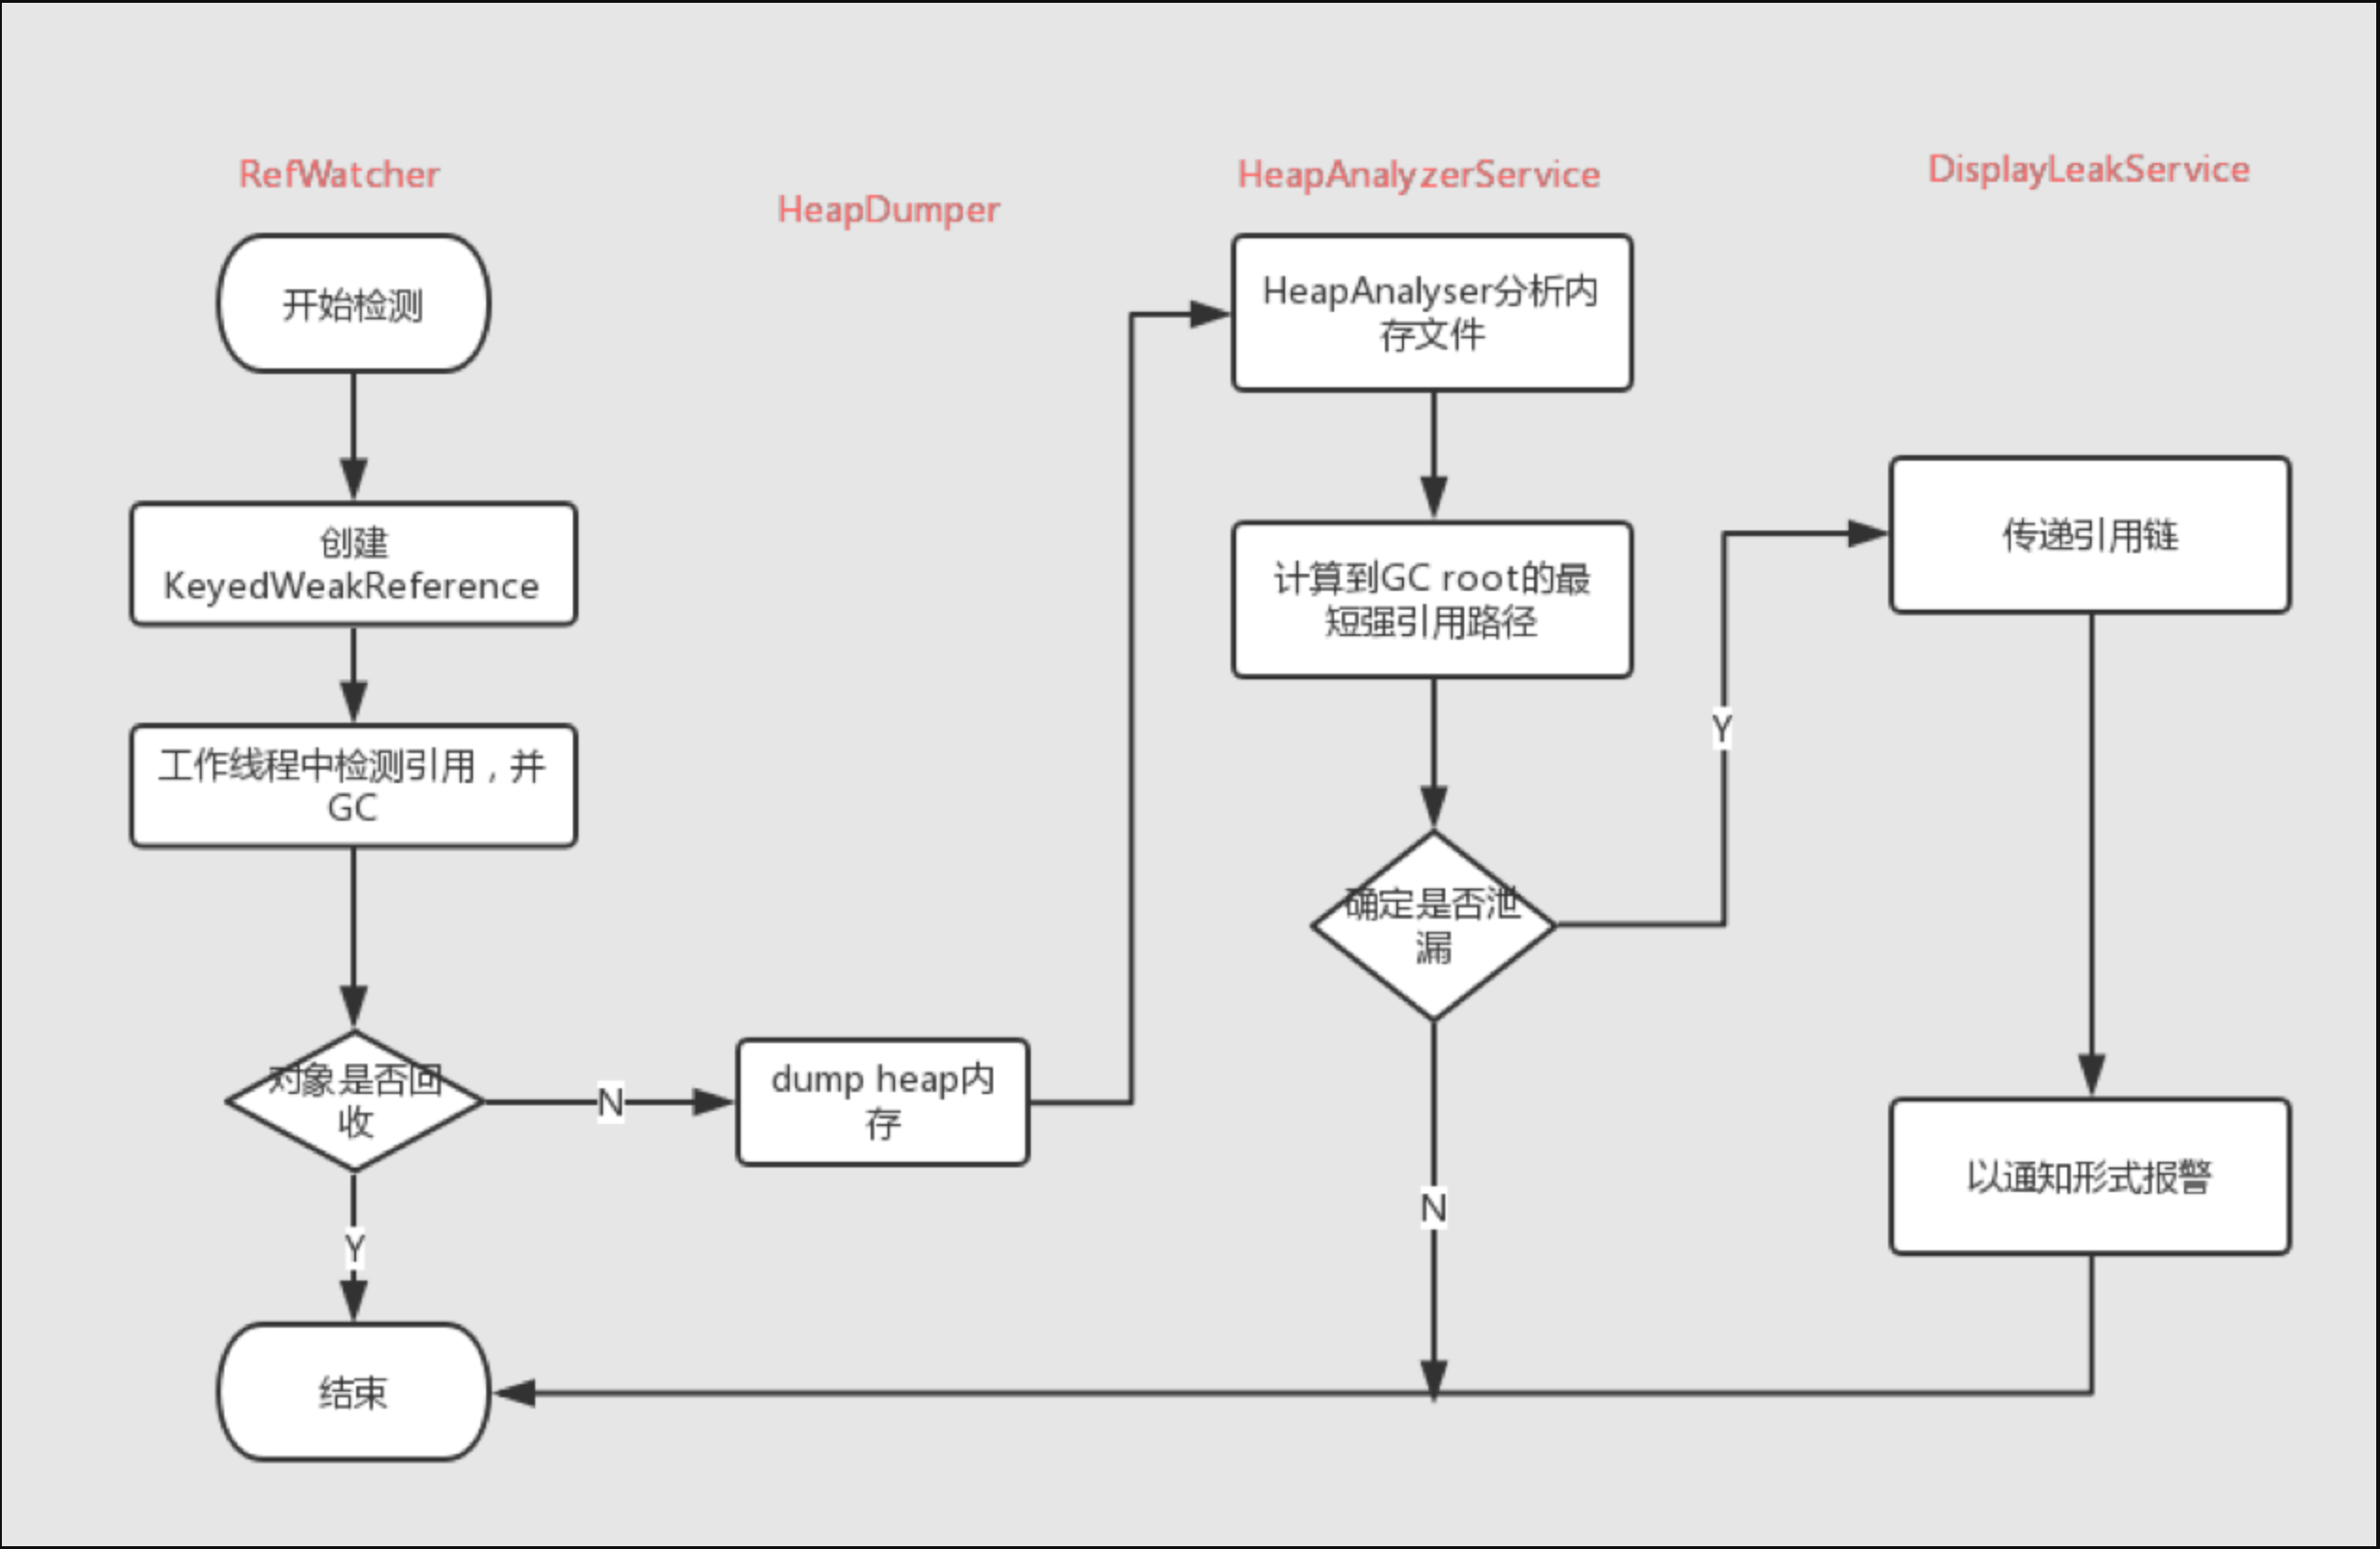 RefWatcher
开始检测
创建
KeyedWeakReference
工作线程中检测引用，并
GC
对象是否回
收
N
Y
结束
HeapDumper
dump heap内
存
HeapAnalyzerService
HeapAnalyser分析内
存文件
计算到GC root的最
短强引用路径
确定是否泄
漏
Y
N
DisplayLeakService
传递引用链
以通知形式报警